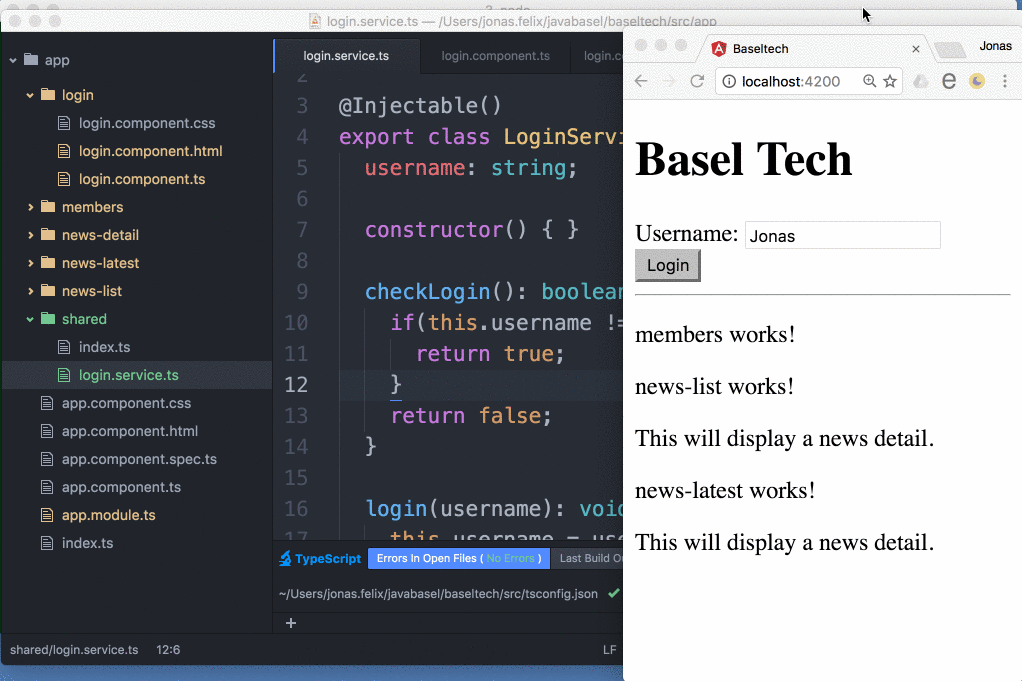 login.service.ts — /Users/jonas.felix/javabasel/baseltech/src/app
app
login
login.component.css
login.component.html
login.component.ts
members
news-detail
news-latest
news-list
shared
index.ts
login.service.ts
app.component.css
app.component.html
app.component.spec.ts
app.component.ts
app.module.ts
index.ts
login.service.ts login.component.ts
2
3 @Injectable()
4 export class LoginServi
5 username: string;
6
7 constructor() { }
8
9 checkLogin(): boolean
10 if(this.username !=
11 return true;
12 }
13 return false;
14 }
15
16 login(username): void
17 this.username = use
TypeScript Errors In Open Files ( No Errors ) Last Build
~/Users/jonas.felix/javabasel/baseltech/src/tsconfig.json
+
shared/login.service.ts 12:6 LF
Baseltech × Jonas
localhost:4200
Basel Tech
Username: Jonas
Login
members works!
news-list works!
This will display a news detail.
news-latest works!
This will display a news detail.